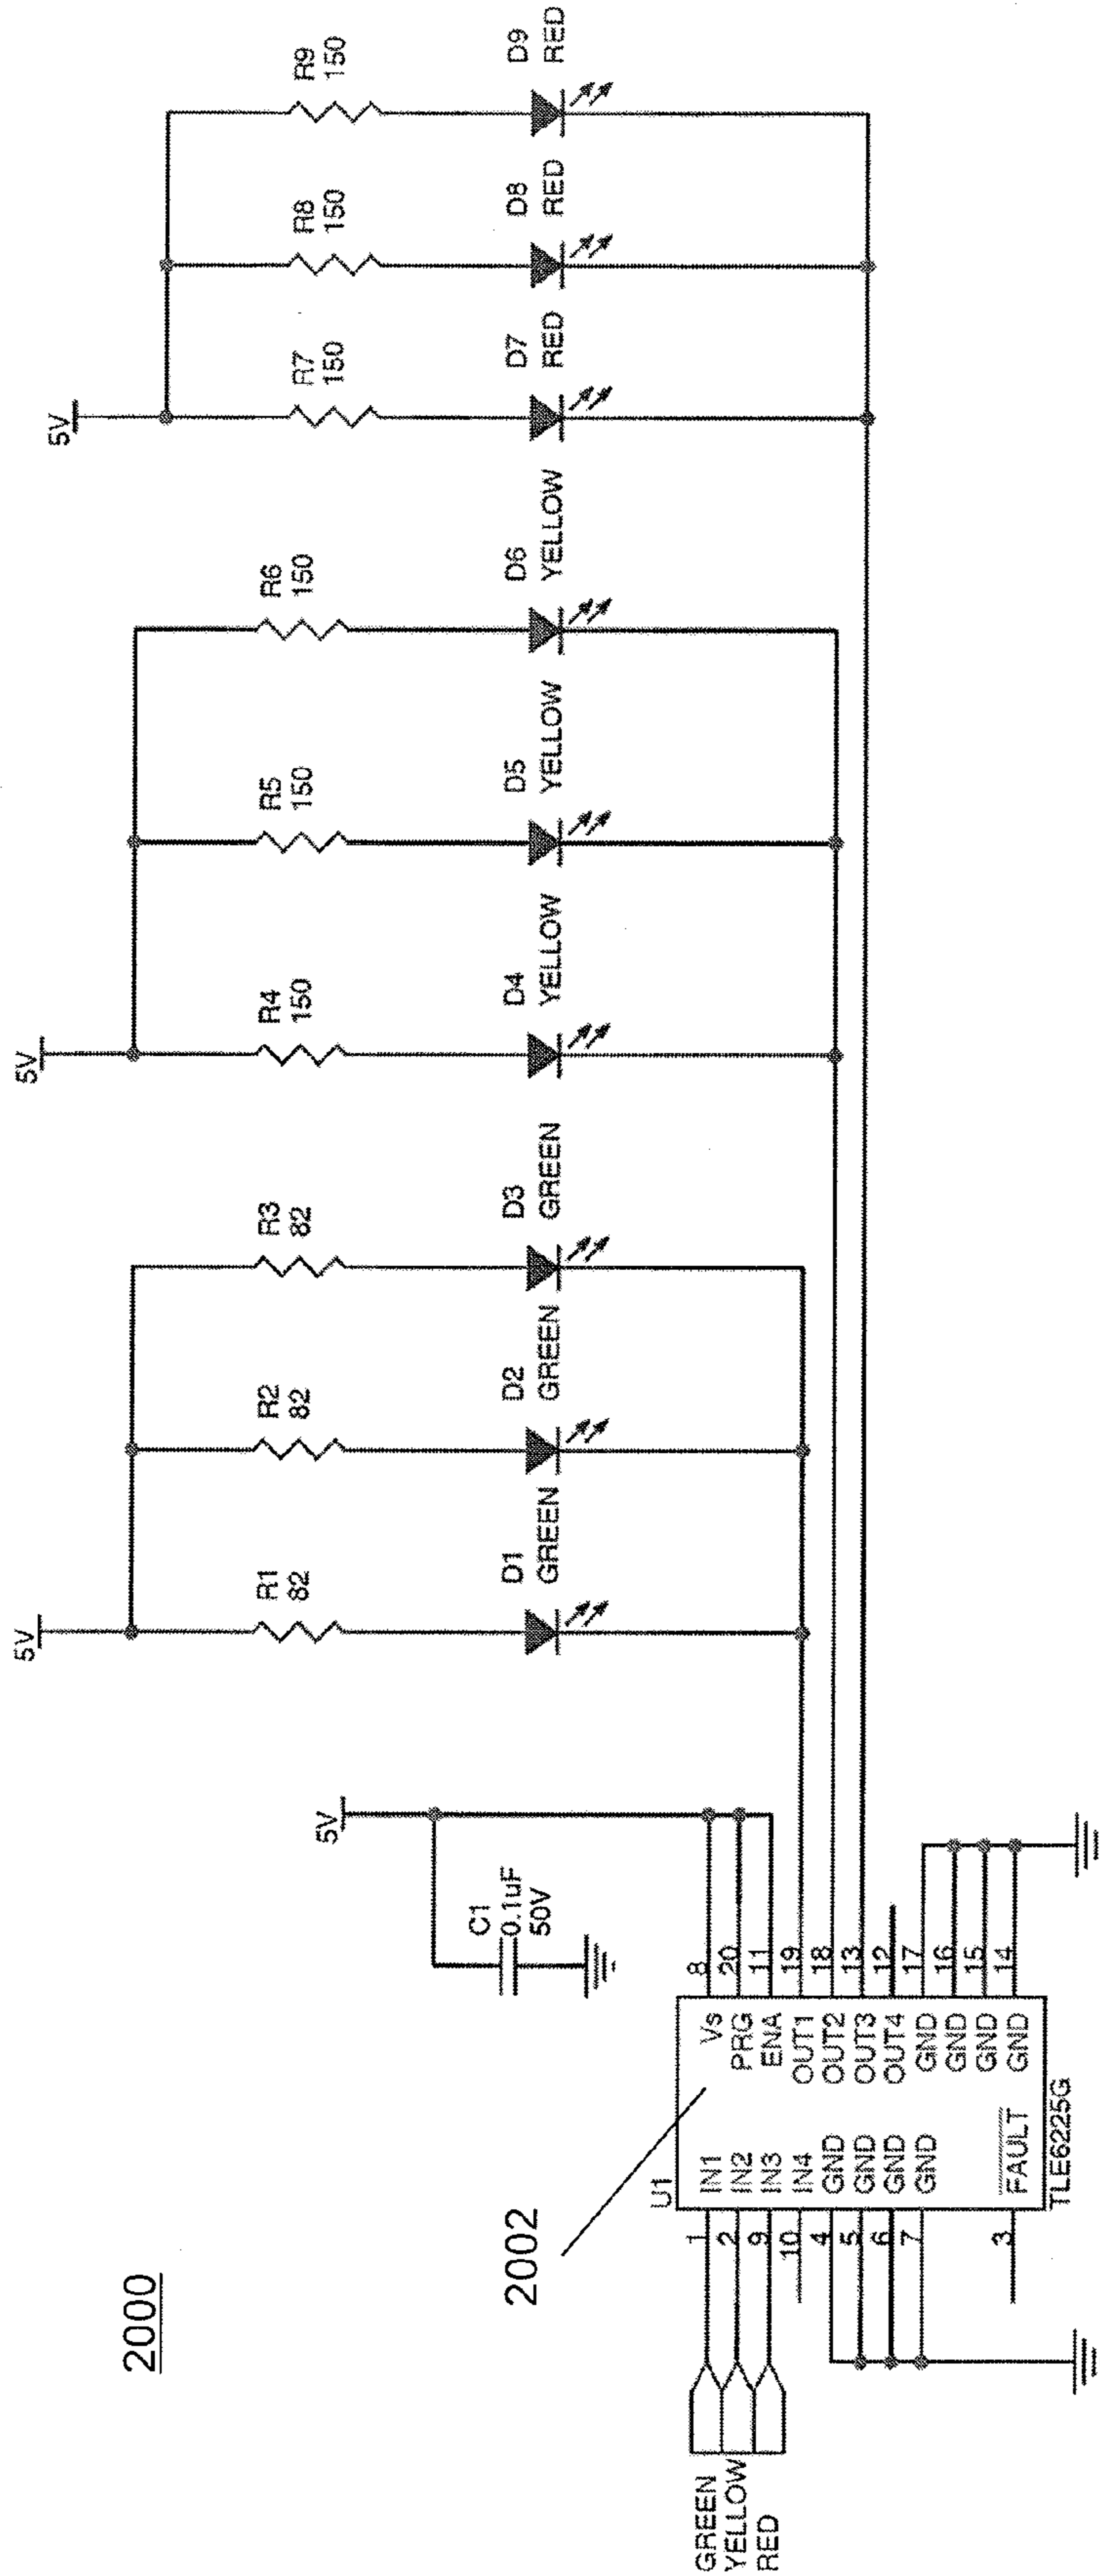 2000
2002
5V
R1
82
R2
82
R3
82
D1
GREEN
D2
GREEN
D3
GREEN
5V
R4
150
R5
150
R6
150
D4
YELLOW
D5
YELLOW
D6
YELLOW
5V
R7
150
R8
150
R9
150
D7
RED
D8
RED
D9
RED
5V
C1
0.1uF
50V
GREEN
YELLOW
RED
U1
1 IN1
2 IN2
9 IN3
10 IN4
4 GND
5 GND
6 GND
7 GND
3 FAULT
Vs 8
PRG 20
ENA 11
OUT1 19
OUT2 18
OUT3 13
OUT4 12
GND 17
GND 16
GND 15
GND 14
TLE6225G